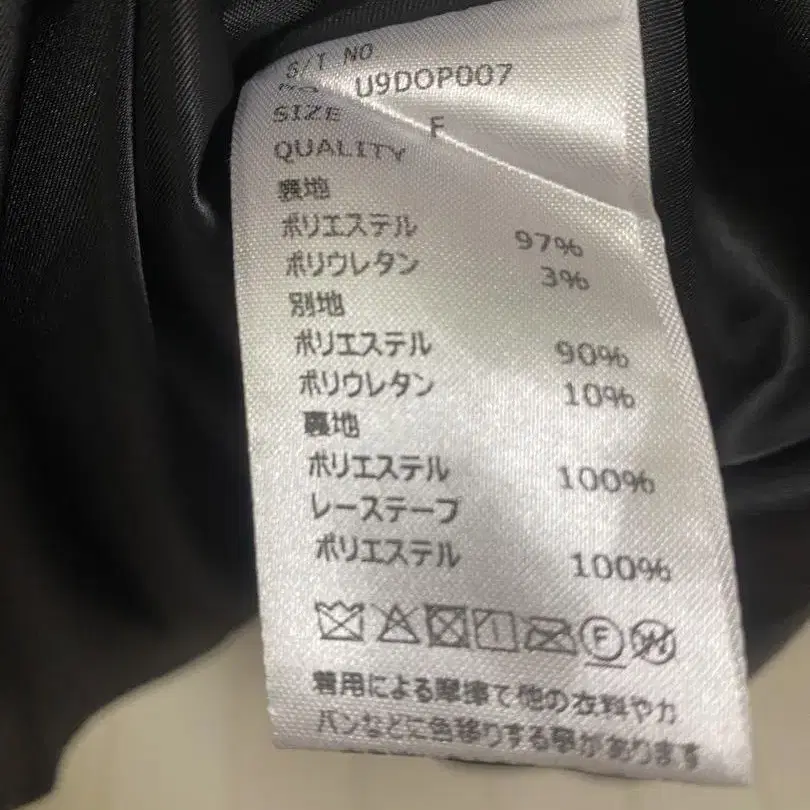 S/T NO
U9DOP007
SIZE F
QUALITY
表地
ポリエステル 97%
ポリウレタン 3%
別地
ポリエステル 90%
ポリウレタン 10%
裏地
ポリエステル 100%
レーステープ
ポリエステル 100%
F
W
着用による摩擦で他の衣料やカ
バンなどに色移りする事があります